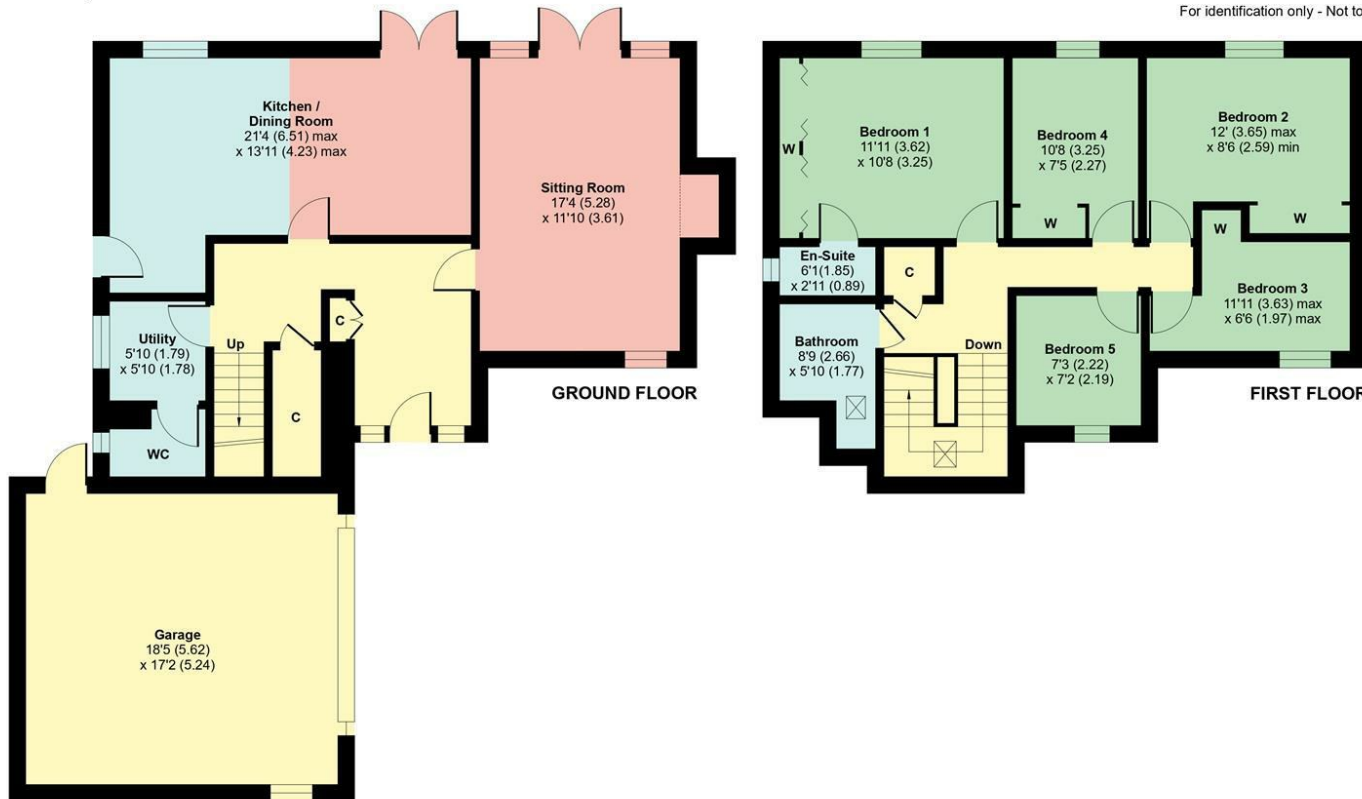 For identification only - Not to
Kitchen /
Dining Room
21'4 (6.51) max
x 13'11 (4.23) max
Sitting Room
17'4 (5.28)
x 11'10 (3.61)
Utility
5'10 (1.79)
x 5'10 (1.78)
Up
C
C
WC
GROUND FLOOR
Garage
18'5 (5.62)
x 17'2 (5.24)
W
Bedroom 1
11'11 (3.62)
x 10'8 (3.25)
Bedroom 4
10'8 (3.25)
x 7'5 (2.27)
W
Bedroom 2
12' (3.65) max
x 8'6 (2.59) min
W
W
En-Suite
6'1(1.85)
x 2'11 (0.89)
C
Bedroom 3
11'11 (3.63) max
x 6'6 (1.97) max
Bathroom
8'9 (2.66)
x 5'10 (1.77)
Down
Bedroom 5
7'3 (2.22)
x 7'2 (2.19)
FIRST FLOOR